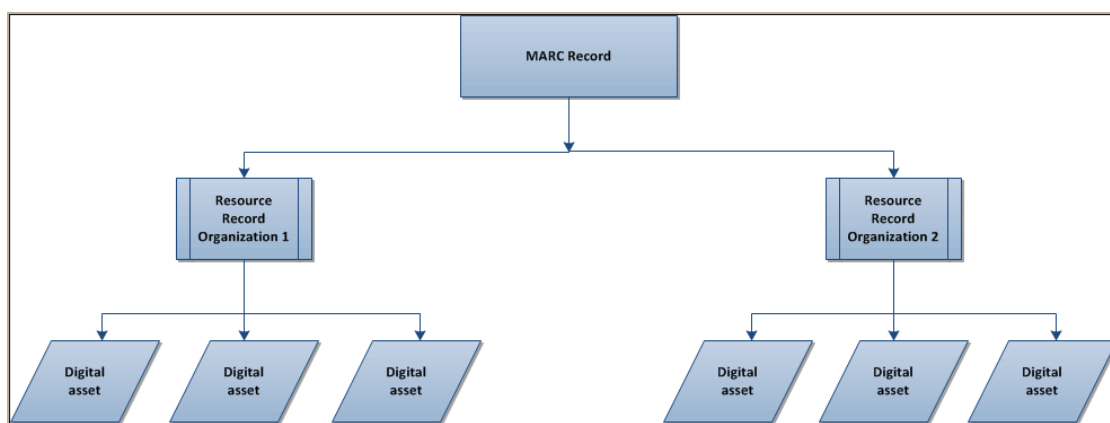 MARC Record
Resource
Record
Organization 1
Resource
Record
Organization 2
Digital
asset
Digital
asset
Digital
asset
Digital
asset
Digital
asset
Digital
asset